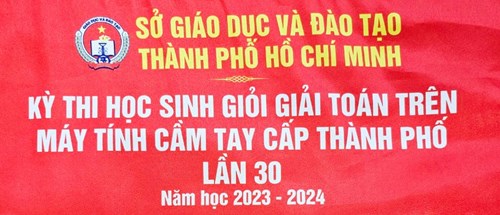 SỞ GIÁO DỤC VÀ ĐÀO TẠO
THÀNH PHỐ HỒ CHÍ MINH
KỲ THI HỌC SINH GIỎI GIẢI TOÁN TRÊN
MÁY TÍNH CẦM TAY CẤP THÀNH PHỐ
LẦN 30
Năm học 2023 - 2024